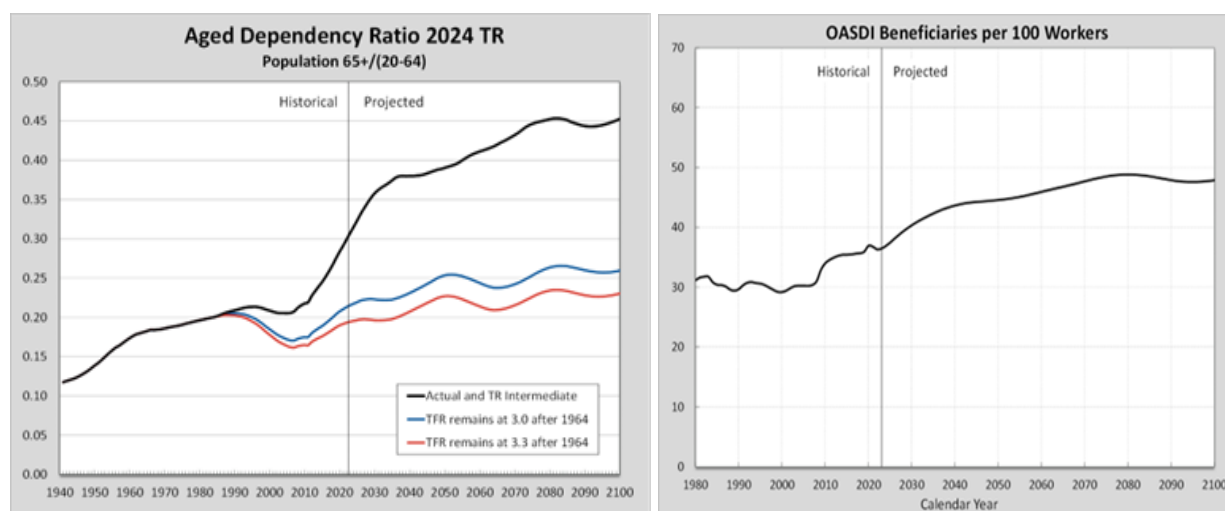 Aged Dependency Ratio 2024 TR
Population 65+/(20-64)
0.50
0.45
0.40
0.35
0.30
0.25
0.20
0.15
0.10
0.05
0.00
Historical
Projected
Actual and TR Intermediate
TFR remains at 3.0 after 1964
TFR remains at 3.3 after 1964
1940 1950 1960 1970 1980 1990 2000 2010 2020 2030 2040 2050 2060 2070 2080 2090 2100
OASDI Beneficiaries per 100 Workers
70
60
50
40
30
20
10
0
Historical
Projected
1980 1990 2000 2010 2020 2030 2040 2050 2060 2070 2080 2090 2100
Calendar Year